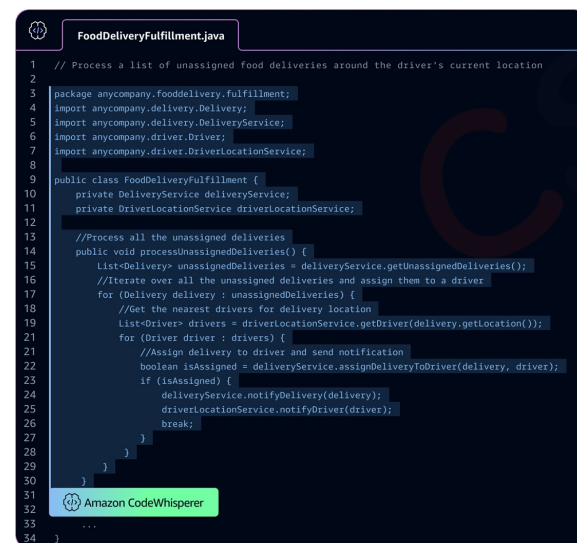 FoodDeliveryFulfillment.java
1 // Process a list of unassigned food deliveries around the driver's current location
2
3 package anycompany.fooddelivery.fulfillment;
4 import anycompany.delivery.Delivery;
5 import anycompany.delivery.DeliveryService;
6 import anycompany.driver.Driver;
7 import anycompany.driver.DriverLocationService;
8
9 public class FoodDeliveryFulfillment {
10 private DeliveryService deliveryService;
11 private DriverLocationService driverLocationService;
12
13 //Process all the unassigned deliveries
14 public void processUnassignedDeliveries() {
15 List<Delivery> unassignedDeliveries = deliveryService.getUnassignedDeliveries();
16 //Iterate over all the unassigned deliveries and assign them to a driver
17 for (Delivery delivery : unassignedDeliveries) {
18 //Get the nearest drivers for delivery location
19 List<Driver> drivers = driverLocationService.getDriver(delivery.getLocation());
21 for (Driver driver : drivers) {
21 //Assign delivery to driver and send notification
22 boolean isAssigned = deliveryService.assignDeliveryToDriver(delivery, driver);
23 if (isAssigned) {
24 deliveryService.notifyDelivery(delivery);
25 driverLocationService.notifyDriver(driver);
26 break;
27 }
28 }
29 }
30 }
31
Amazon CodeWhisperer
32
33 ...
34 }